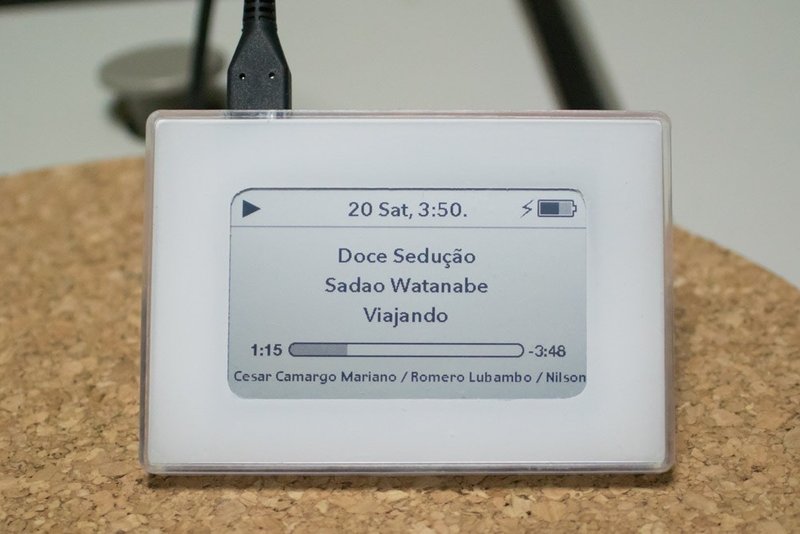 20 Sat, 3:50.
Doce Sedução
Sadao Watanabe
Viajando
1:15 -3:48
Cesar Camargo Mariano / Romero Lubambo / Nilson